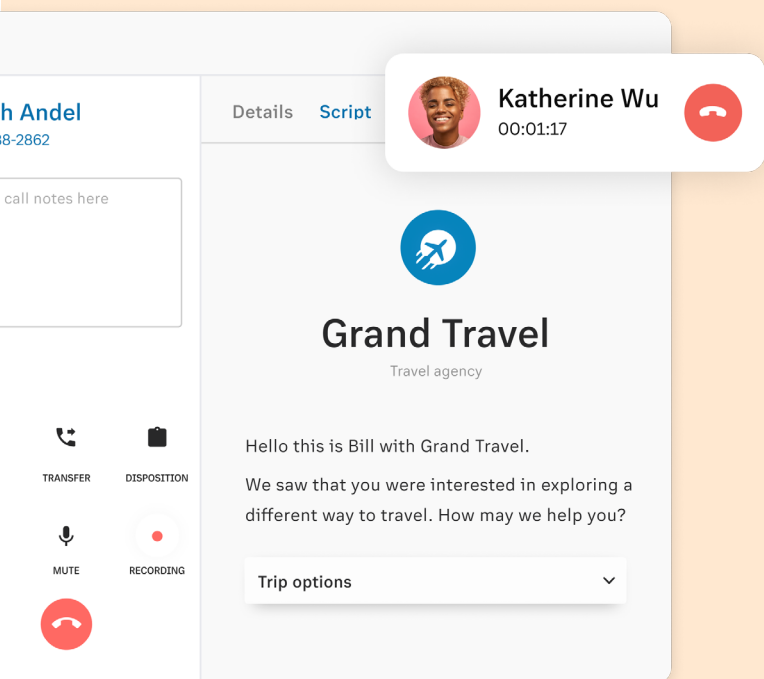 h Andel
38-2862
call notes here
TRANSFER
DISPOSITION
MUTE
RECORDING
Details
Script
Katherine Wu
00:01:17
Grand Travel
Travel agency
Hello this is Bill with Grand Travel.
We saw that you were interested in exploring a
different way to travel. How may we help you?
Trip options